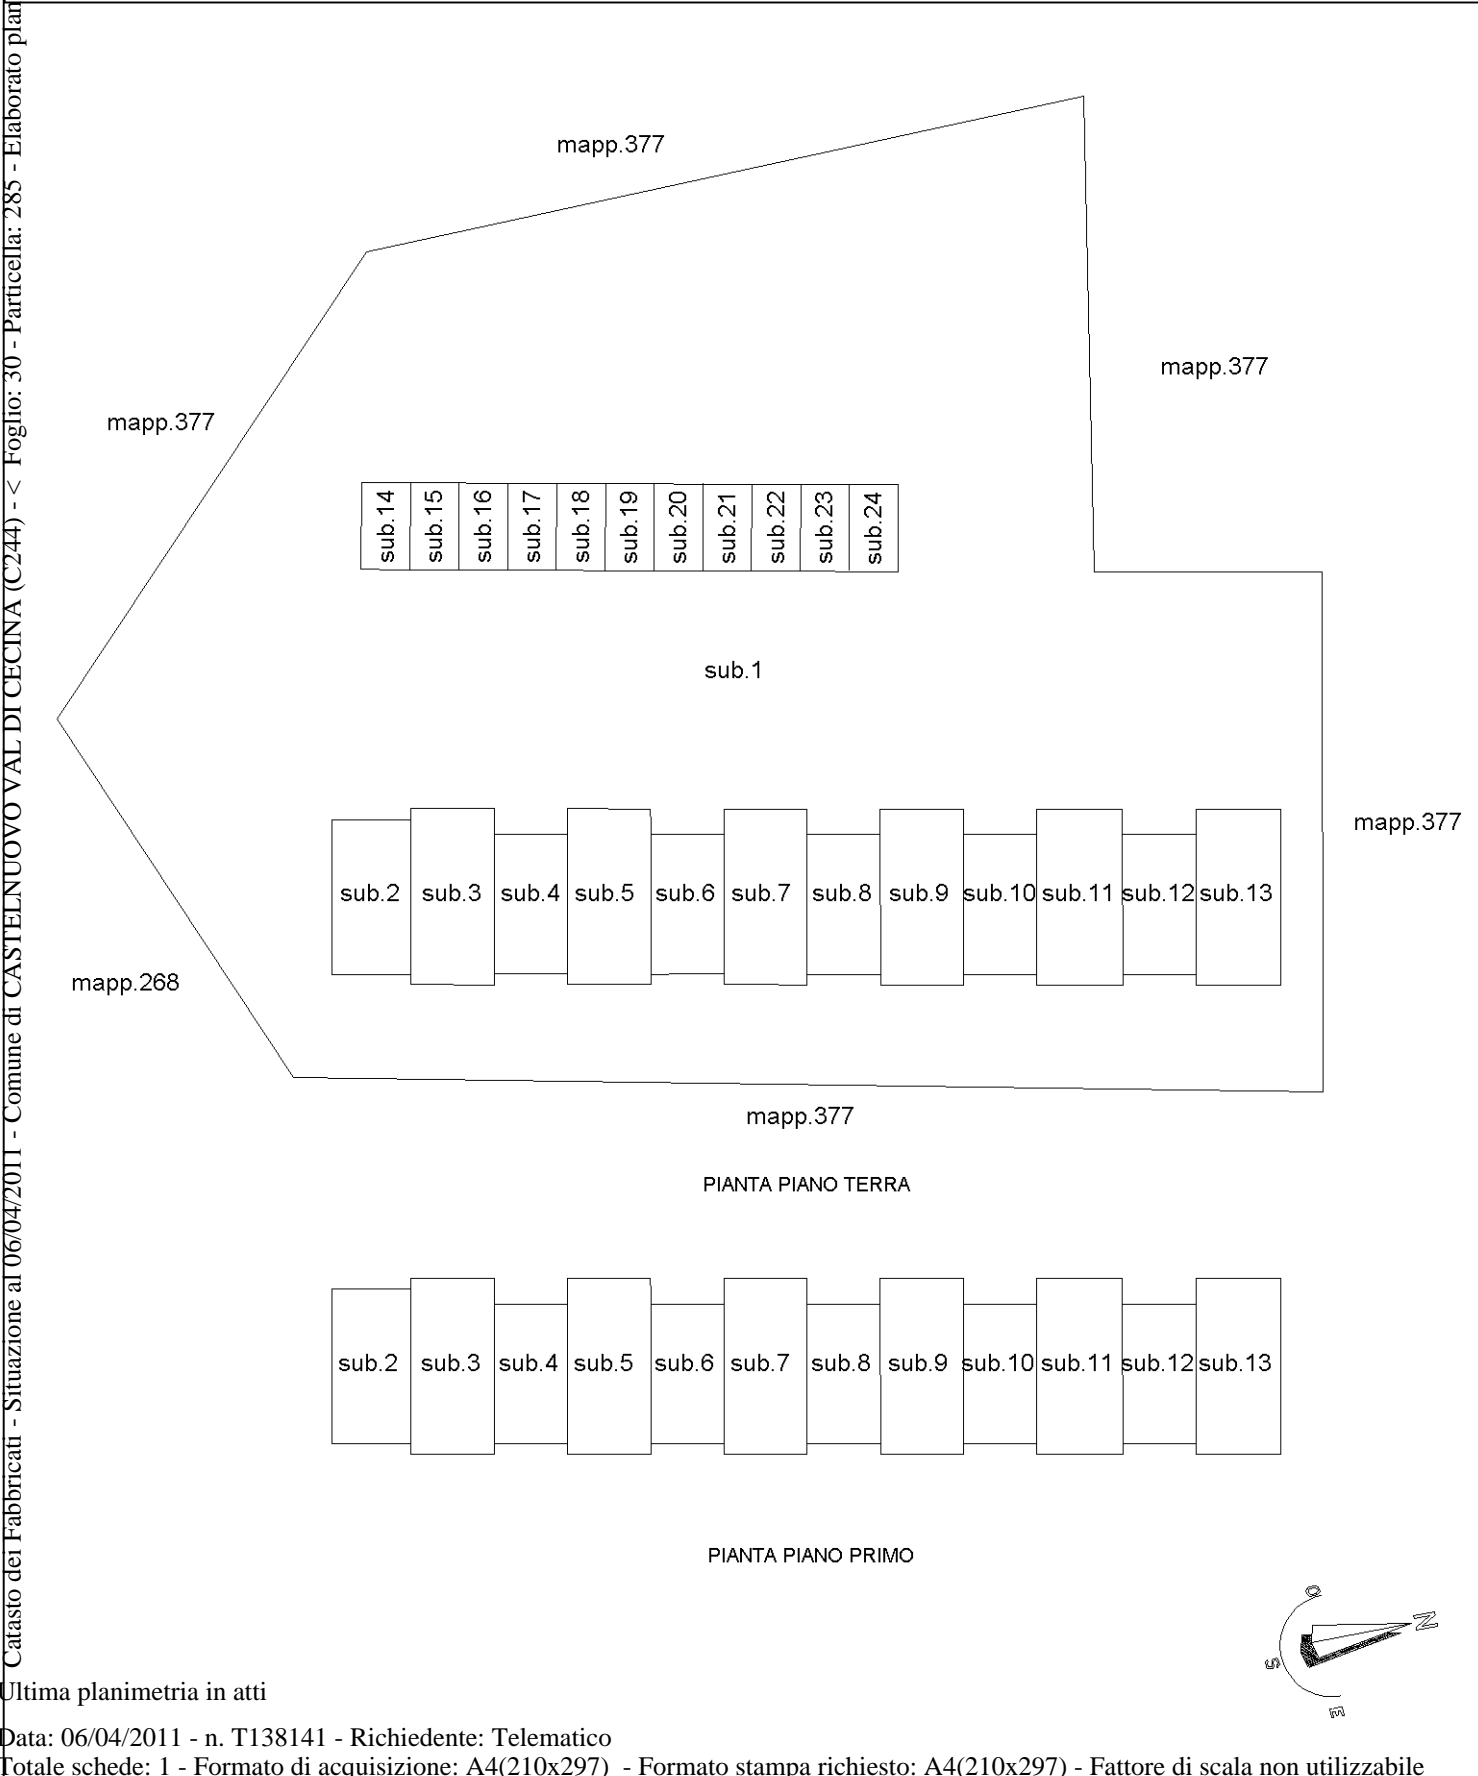 Catasto dei Fabbricati - Situazione al 06/04/2011 - Comune di CASTELNUOVO VAL DI CECINA (C244) - < Foglio: 30 - Particella: 285 - Elaborato plan
mapp.377
mapp.377
mapp.377
sub.14 sub.15 sub.16 sub.17 sub.18 sub.19 sub.20 sub.21 sub.22 sub.23 sub.24
sub.1
mapp.377
sub.2 sub.3 sub.4 sub.5 sub.6 sub.7 sub.8 sub.9 sub.10 sub.11 sub.12 sub.13
mapp.268
mapp.377
PIANTA PIANO TERRA
sub.2 sub.3 sub.4 sub.5 sub.6 sub.7 sub.8 sub.9 sub.10 sub.11 sub.12 sub.13
PIANTA PIANO PRIMO
O
N
S
E
Ultima planimetria in atti
Data: 06/04/2011 - n. T138141 - Richiedente: Telematico
Totale schede: 1 - Formato di acquisizione: A4(210x297) - Formato stampa richiesto: A4(210x297) - Fattore di scala non utilizzabile